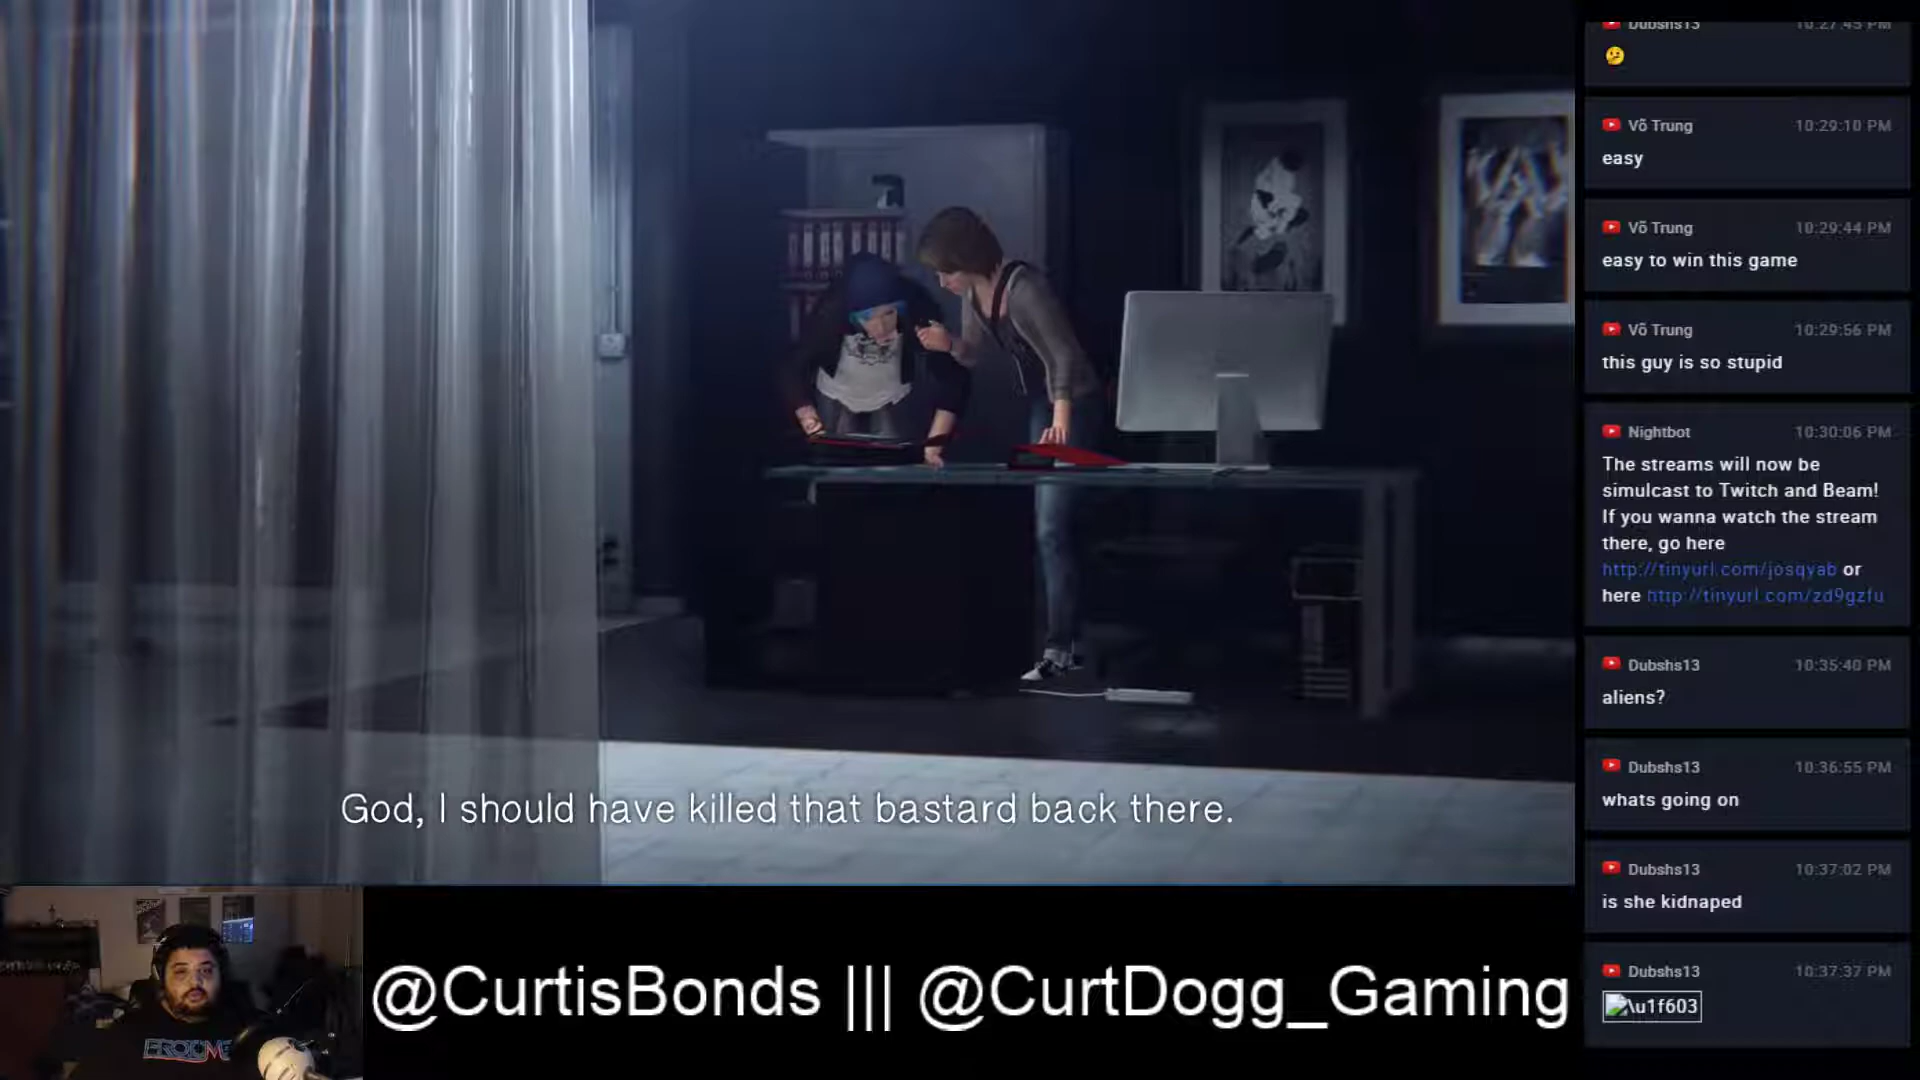 God, I should have killed that bastard back there.
@CurtisBonds ||| @CurtDogg_Gaming
Dubshs13 10:27:45 PM
Võ Trung 10:29:10 PM
easy
Võ Trung 10:29:44 PM
easy to win this game
Võ Trung 10:29:56 PM
this guy is so stupid
Nightbot 10:30:06 PM
The streams will now be
simulcast to Twitch and Beam!
If you wanna watch the stream
there, go here
http://tinyurl.com/josqyab or
here http://tinyurl.com/zd9gzfu
Dubshs13 10:35:40 PM
aliens?
Dubshs13 10:36:55 PM
whats going on
Dubshs13 10:37:02 PM
is she kidnaped
Dubshs13 10:37:37 PM
\u1f603